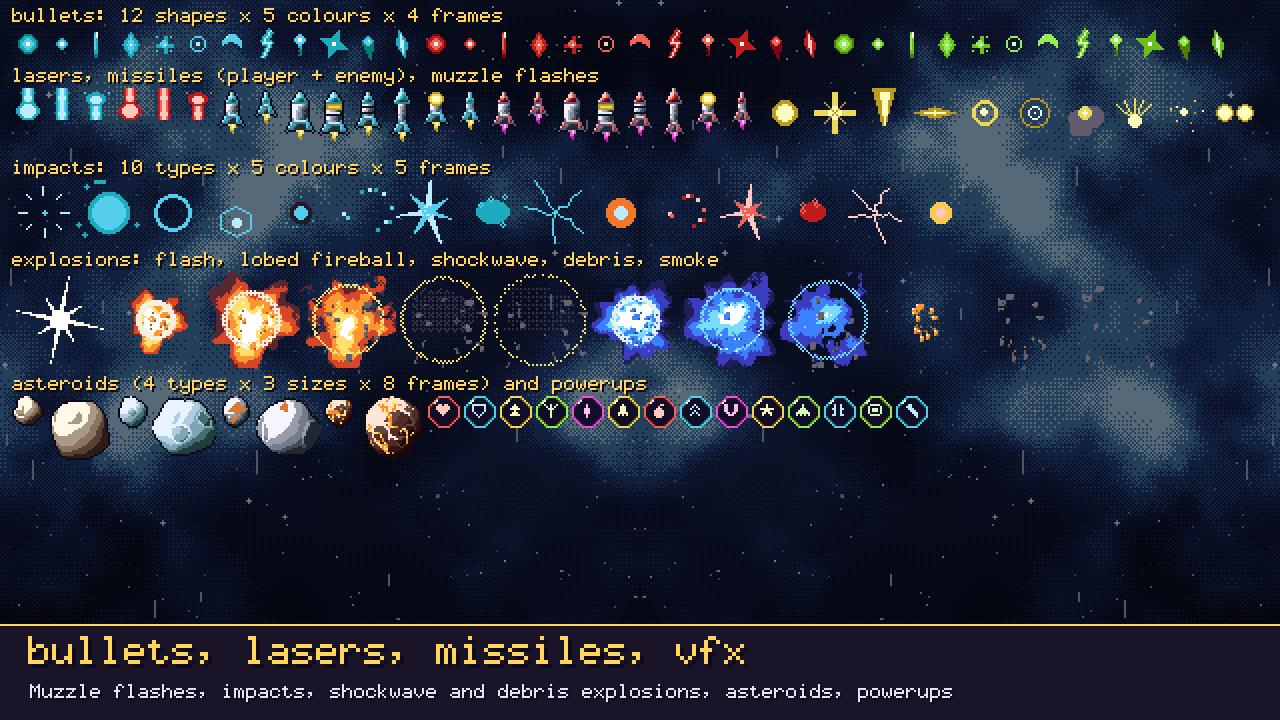 bullets: 12 shapes x 5 colours x 4 frames
lasers, missiles (player + enemy), muzzle flashes
impacts: 10 types x 5 colours x 5 frames
explosions: flash, lobed fireball, shockwave, debris, smoke
asteroids (4 types x 3 sizes x 8 frames) and powerups
bullets, lasers, missiles, vfx
Muzzle flashes, impacts, shockwave and debris explosions, asteroids, powerups